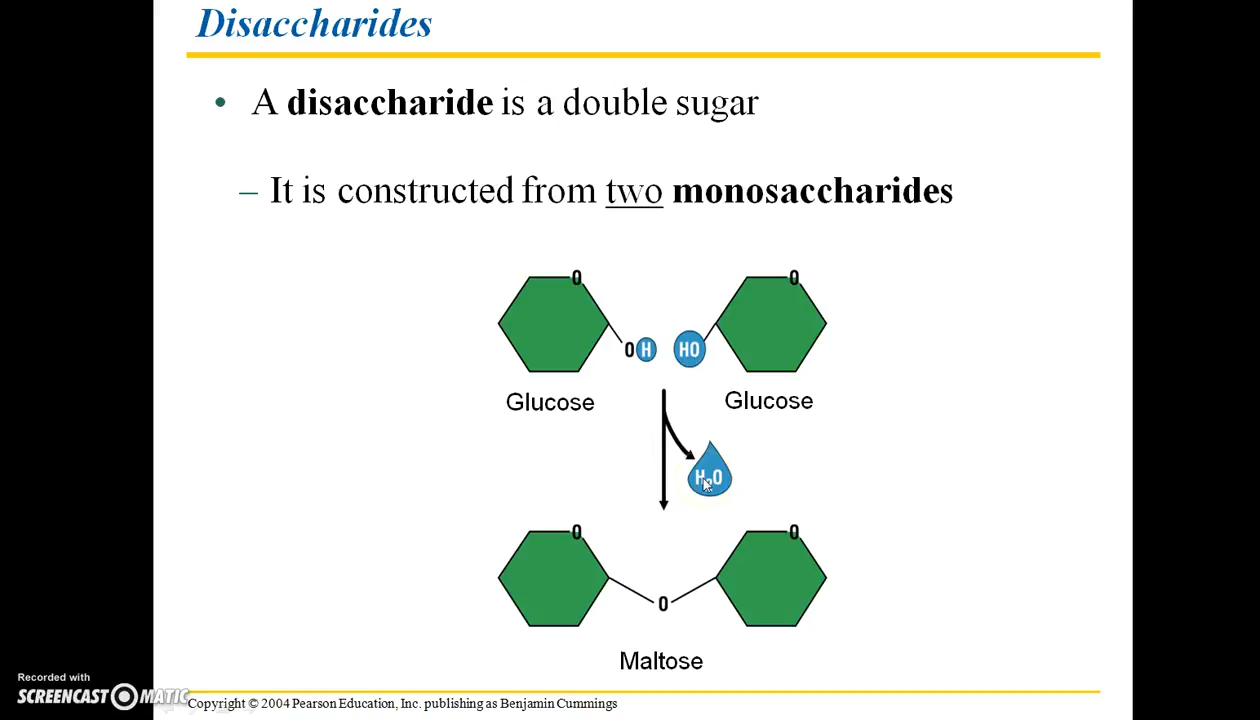 Disaccharides
• A disaccharide is a double sugar
– It is constructed from two monosaccharides
O O
OH HO
Glucose Glucose
H₂O
O O
O
Maltose
Recorded with
SCREENCAST MATIC
Copyright © 2004 Pearson Education, Inc. publishing as Benjamin Cummings